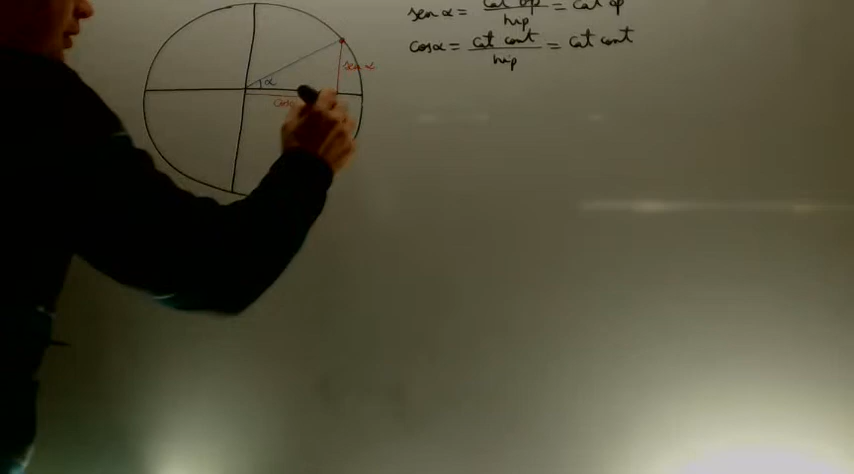 sen α = cat op / hip = cat op
cos α = cat cont / hip = cat cont
sen α
α
cos